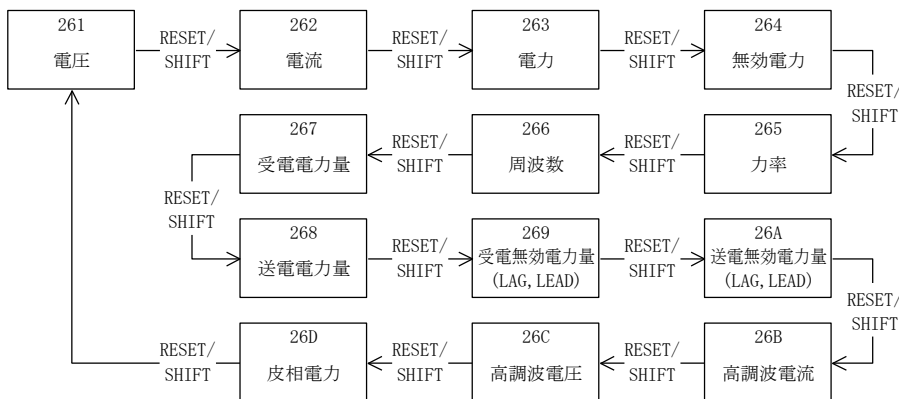 261
電圧
RESET/
SHIFT
262
電流
RESET/
SHIFT
263
電力
RESET/
SHIFT
264
無効電力
RESET/
SHIFT
265
力率
RESET/
SHIFT
266
周波数
RESET/
SHIFT
267
受電電力量
RESET/
SHIFT
268
送電電力量
RESET/
SHIFT
269
受電無効電力量
(LAG,LEAD)
RESET/
SHIFT
26A
送電無効電力量
(LAG,LEAD)
RESET/
SHIFT
26B
高調波電流
RESET/
SHIFT
26C
高調波電圧
RESET/
SHIFT
26D
皮相電力
RESET/
SHIFT